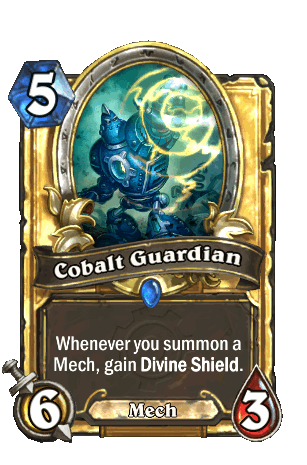 5
Cobalt Guardian
Whenever you summon a
Mech, gain Divine Shield.
6
Mech
3